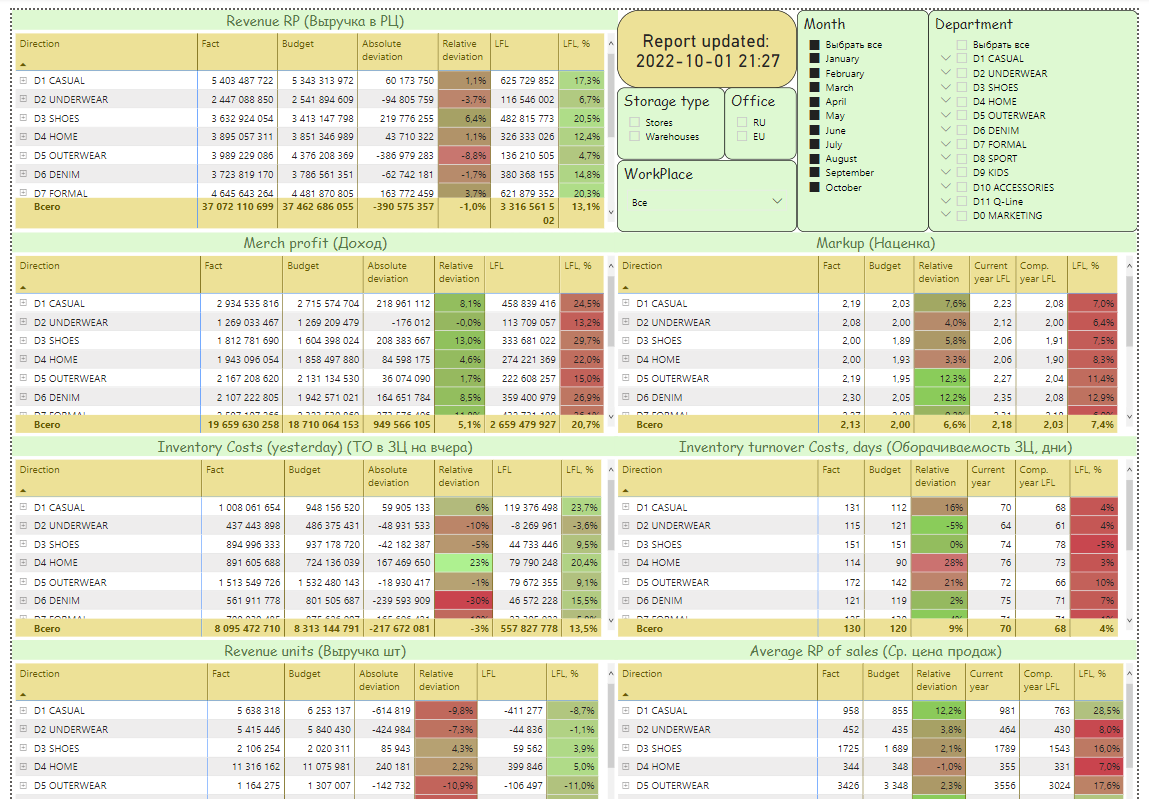 Revenue RP (Выручка в РЦ)
Direction Fact Budget Absolute deviation Relative deviation LFL LFL, %
D1 CASUAL 5 403 487 722 5 343 313 972 60 173 750 1,1% 625 729 852 17,3%
D2 UNDERWEAR 2 447 088 850 2 541 894 609 -94 805 759 -3,7% 116 546 002 6,7%
D3 SHOES 3 632 924 054 3 413 147 798 219 776 255 6,4% 482 815 773 20,5%
D4 HOME 3 895 057 311 3 851 346 989 43 710 322 1,1% 326 333 026 12,4%
D5 OUTERWEAR 3 989 229 086 4 376 208 369 -386 979 283 -8,8% 136 210 505 4,7%
D6 DENIM 3 723 819 170 3 786 561 351 -62 742 181 -1,7% 380 368 155 14,8%
D7 FORMAL 4 645 643 264 4 481 870 805 163 772 459 3,7% 621 879 352 20,3%
Всего 37 072 110 699 37 462 686 055 -390 575 357 -1,0% 3 316 561 502 13,1%
Report updated:
2022-10-01 21:27
Storage type
Stores
Warehouses
Office
RU
EU
WorkPlace
Все
Month
Выбрать все
January
February
March
April
May
June
July
August
September
October
Department
Выбрать все
D1 CASUAL
D2 UNDERWEAR
D3 SHOES
D4 HOME
D5 OUTERWEAR
D6 DENIM
D7 FORMAL
D8 SPORT
D9 KIDS
D10 ACCESSORIES
D11 Q-Line
D0 MARKETING
Merch profit (Доход)
Direction Fact Budget Absolute deviation Relative deviation LFL LFL, %
D1 CASUAL 2 934 535 816 2 715 574 704 218 961 112 8,1% 458 839 416 24,5%
D2 UNDERWEAR 1 269 033 467 1 269 209 479 -176 012 -0,0% 113 709 057 13,2%
D3 SHOES 1 812 781 690 1 604 398 024 208 383 667 13,0% 333 681 022 29,7%
D4 HOME 1 943 096 054 1 858 497 880 84 598 175 4,6% 274 221 369 22,0%
D5 OUTERWEAR 2 167 208 620 2 131 134 530 36 074 090 1,7% 222 608 257 15,0%
D6 DENIM 2 107 222 805 1 942 571 021 164 651 784 8,5% 359 400 979 26,9%
Всего 19 659 630 258 18 710 064 153 949 566 105 5,1% 2 659 479 927 20,7%
Markup (Наценка)
Direction Fact Budget Relative deviation Current year LFL Comp. year LFL LFL, %
D1 CASUAL 2,19 2,03 7,6% 2,23 2,08 7,0%
D2 UNDERWEAR 2,08 2,00 4,0% 2,12 2,00 6,4%
D3 SHOES 2,00 1,89 5,8% 2,06 1,91 7,5%
D4 HOME 2,00 1,93 3,3% 2,06 1,90 8,3%
D5 OUTERWEAR 2,19 1,95 12,3% 2,27 2,04 11,4%
D6 DENIM 2,30 2,05 12,2% 2,35 2,08 12,9%
Всего 2,13 2,00 6,6% 2,18 2,03 7,4%
Inventory Costs (yesterday) (ТО в ЗЦ на вчера)
Direction Fact Budget Absolute deviation Relative deviation LFL LFL, %
D1 CASUAL 1 008 061 654 948 156 520 59 905 133 6% 119 376 498 23,7%
D2 UNDERWEAR 437 443 898 486 375 431 -48 931 533 -10% -8 269 961 -3,6%
D3 SHOES 894 996 333 937 178 720 -42 182 387 -5% 44 733 446 9,5%
D4 HOME 891 605 688 724 136 039 167 469 650 23% 79 790 248 20,4%
D5 OUTERWEAR 1 513 549 726 1 532 480 143 -18 930 417 -1% 79 672 355 9,1%
D6 DENIM 561 911 778 801 505 687 -239 593 909 -30% 46 572 228 15,5%
Всего 8 095 472 710 8 313 144 791 -217 672 081 -3% 557 827 778 13,5%
Inventory turnover Costs, days (Оборачиваемость ЗЦ, дни)
Direction Fact Budget Relative deviation Current year Comp. year LFL LFL, %
D1 CASUAL 131 112 16% 70 68 4%
D2 UNDERWEAR 115 121 -5% 64 61 4%
D3 SHOES 151 151 0% 74 78 -5%
D4 HOME 114 90 28% 76 73 3%
D5 OUTERWEAR 172 142 21% 72 66 10%
D6 DENIM 121 119 2% 75 71 7%
Всего 130 120 9% 70 68 4%
Revenue units (Выручка шт)
Direction Fact Budget Absolute deviation Relative deviation LFL LFL, %
D1 CASUAL 5 638 318 6 253 137 -614 819 -9,8% -411 277 -8,7%
D2 UNDERWEAR 5 415 446 5 840 430 -424 984 -7,3% -44 836 -1,1%
D3 SHOES 2 106 254 2 020 311 85 943 4,3% 59 562 3,9%
D4 HOME 11 316 162 11 075 981 240 181 2,2% 399 846 5,0%
D5 OUTERWEAR 1 164 275 1 307 007 -142 732 -10,9% -106 497 -11,0%
Average RP of sales (Ср. цена продаж)
Direction Fact Budget Relative deviation Current year Comp. year LFL LFL, %
D1 CASUAL 958 855 12,2% 981 763 28,5%
D2 UNDERWEAR 452 435 3,8% 464 430 8,0%
D3 SHOES 1725 1 689 2,1% 1789 1543 16,0%
D4 HOME 344 348 -1,0% 355 331 7,0%
D5 OUTERWEAR 3426 3 348 2,3% 3556 3024 17,6%